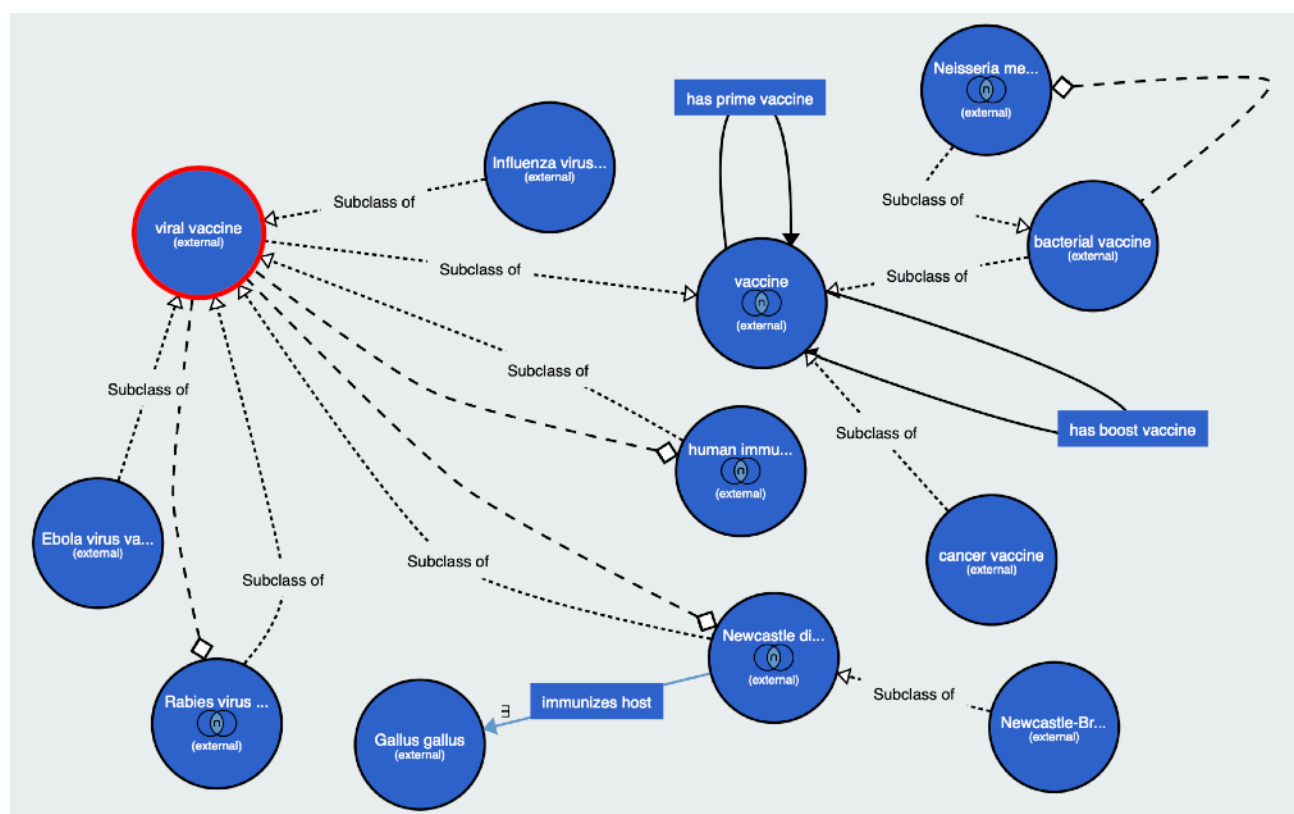 Neisseria me...
(external)
has prime vaccine
Influenza virus...
(external)
Subclass of
Subclass of
viral vaccine
(external)
bacterial vaccine
(external)
Subclass of
Subclass of
vaccine
(external)
Subclass of
Subclass of
has boost vaccine
Subclass of
human immu...
(external)
Ebola virus va...
(external)
cancer vaccine
(external)
Subclass of
Subclass of
Newcastle di...
(external)
Subclass of
Rabies virus ...
(external)
immunizes host
∃
Gallus gallus
(external)
Newcastle-Br...
(external)